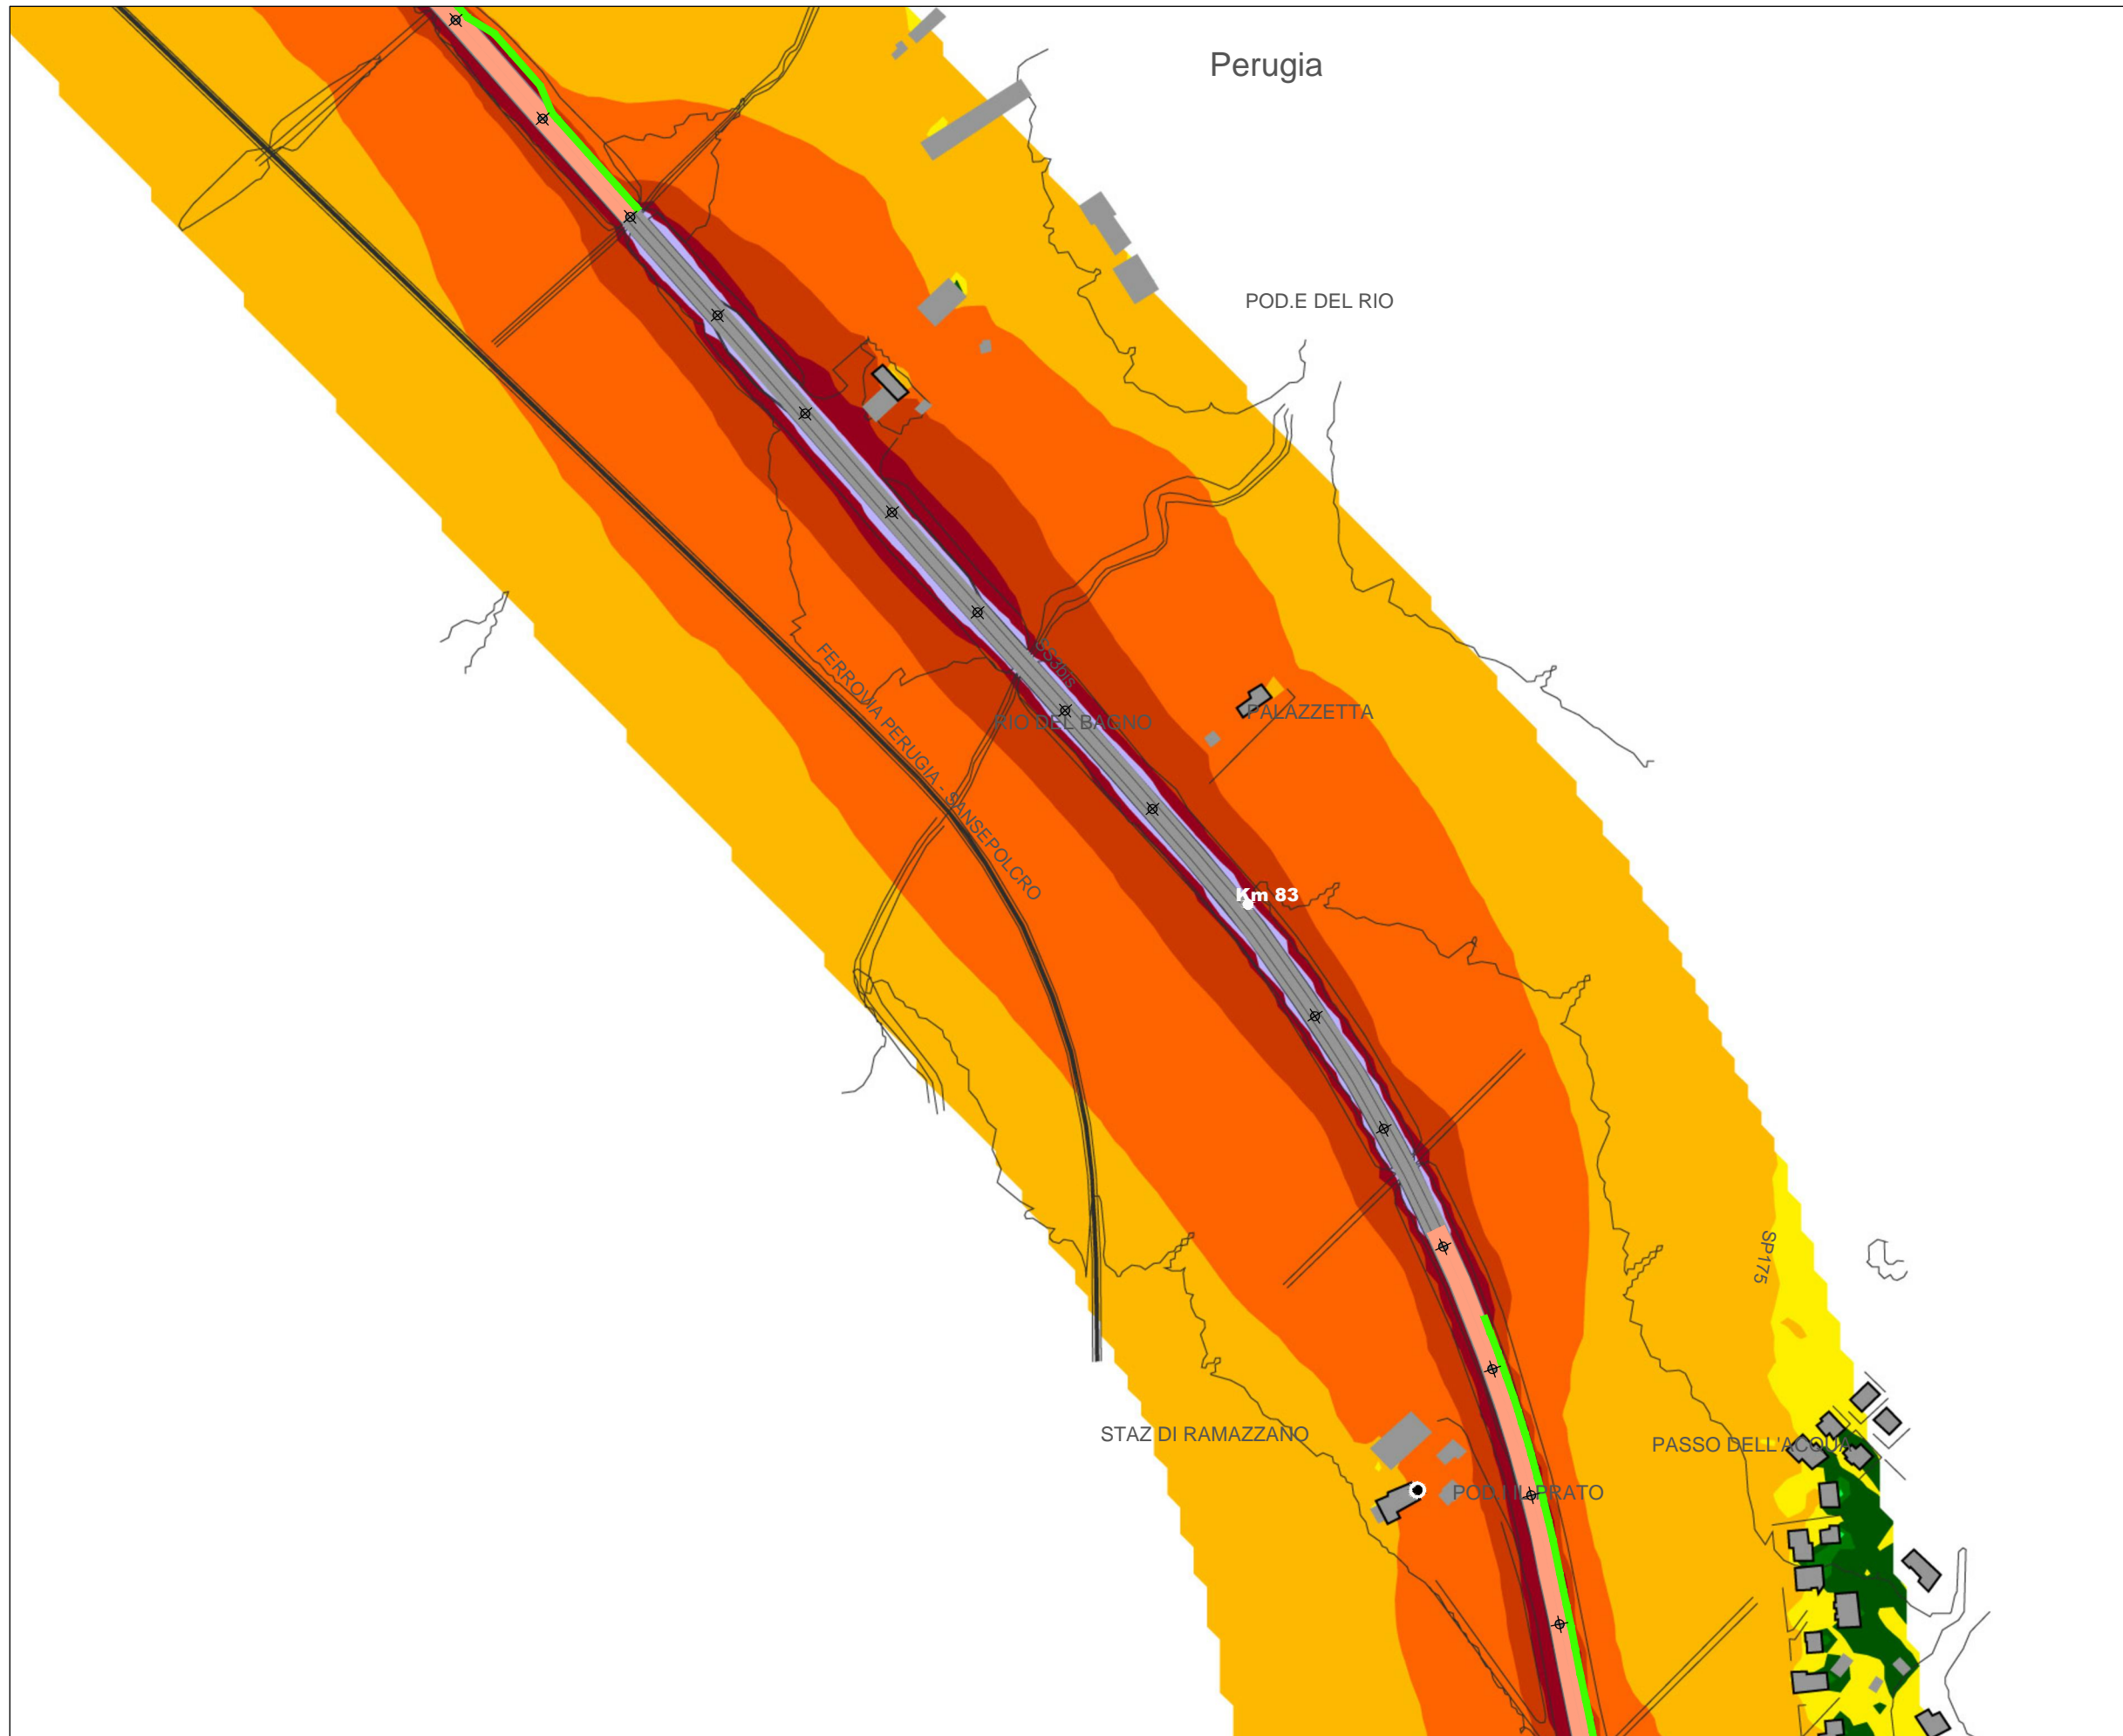 Perugia
POD.E DEL RIO
SS3bis
FERROVIA PERUGIA - SANSEPOLCRO
RIO DEL BAGNO
PALAZZETTA
Km 83
SP175
STAZ DI RAMAZZANO
PASSO DELL'ACQUA
POD.I IL PRATO